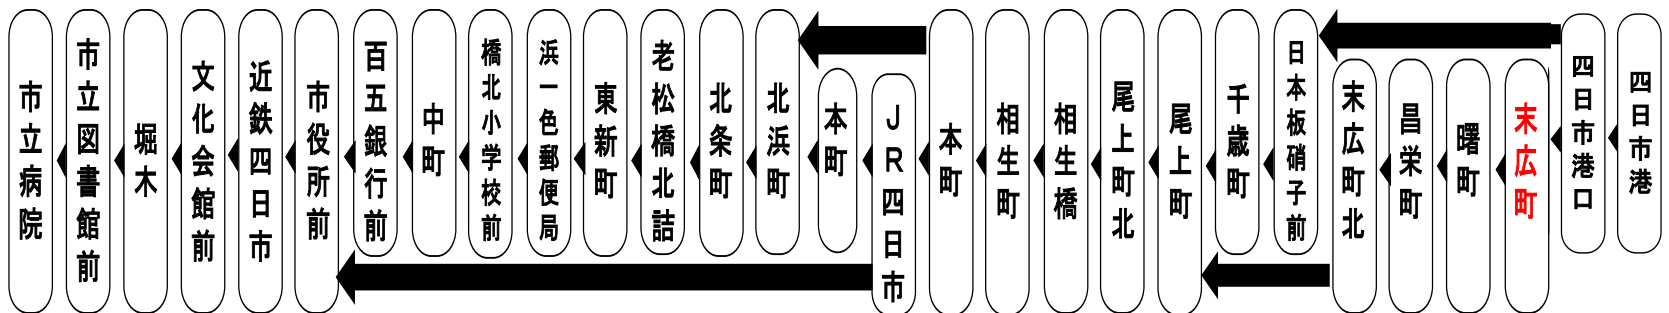 市立病院
市立図書館前
堀木
文化会館前
近鉄四日市
市役所前
百五銀行前
中町
橋北小学校前
浜一色郵便局
東新町
老松橋北詰
北条町
北浜町
本町
JR四日市
本町
相生町
相生橋
尾上町北
尾上町
千歳町
日本板硝子前
末広町北
昌栄町
曙町
末広町
四日市港口
四日市港